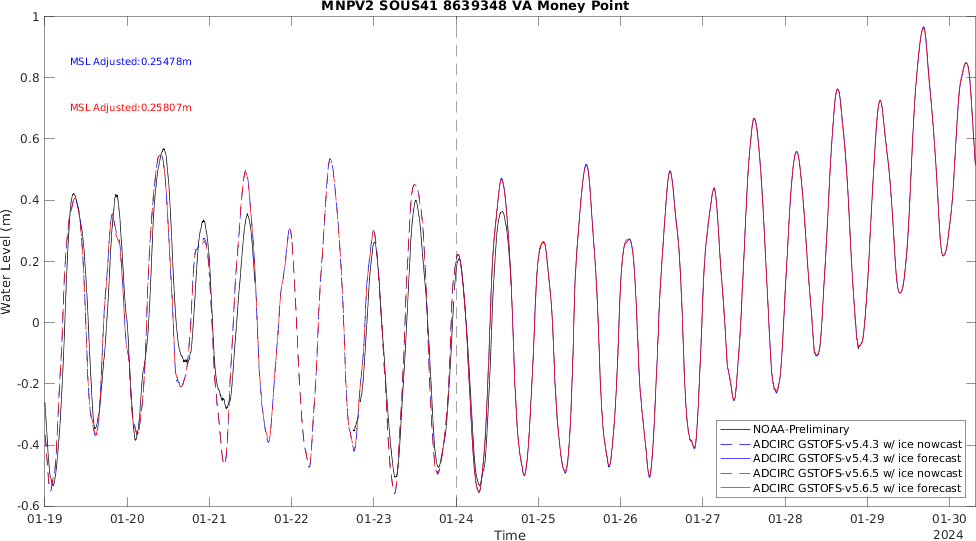 MNPV2 SOUS41 8639348 VA Money Point
MSL Adjusted:0.25478m
MSL Adjusted:0.25807m
Water Level (m)
1
0.8
0.6
0.4
0.2
0
-0.2
-0.4
-0.6
NOAA-Preliminary
ADCIRC GSTOFS-v5.4.3 w/ ice nowcast
ADCIRC GSTOFS-v5.4.3 w/ ice forecast
ADCIRC GSTOFS-v5.6.5 w/ ice nowcast
ADCIRC GSTOFS-v5.6.5 w/ ice forecast
01-19 01-20 01-21 01-22 01-23 01-24 01-25 01-26 01-27 01-28 01-29 01-30
Time
2024